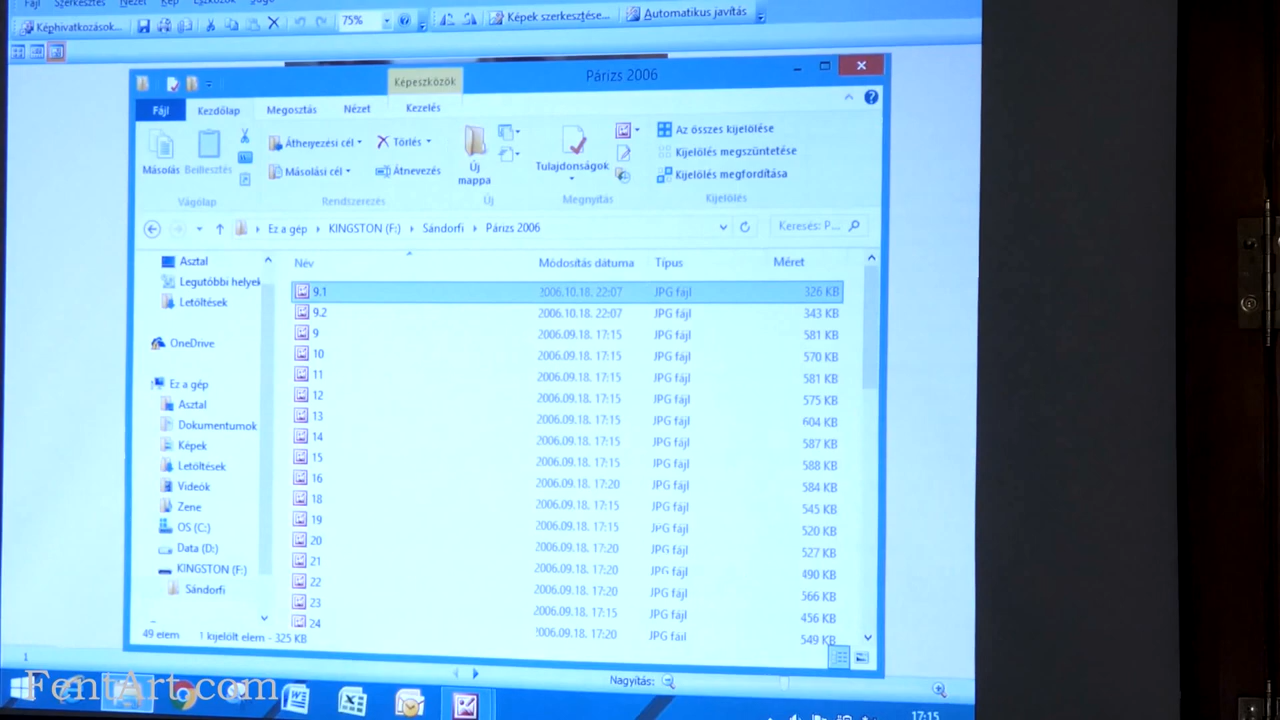 Fájl Szerkesztés Nézet Kép Eszközök Súgó
Képhivatkozások... 75% Képek szerkesztése... Automatikus javítás
Képeszközök Párizs 2006
Fájl Kezdőlap Megosztás Nézet Kezelés
Másolás Beillesztés Áthelyezési cél Törlés Új mappa Tulajdonságok Az összes kijelölése
Másolási cél Átnevezés Kijelölés megszüntetése
Kijelölés megfordítása
Vágólap Rendszerezés Új Megnyitás Kijelölés
Ez a gép KINGSTON (F:) Sándorfi Párizs 2006 Keresés: P...
Asztal
Legutóbbi helyek
Letöltések
OneDrive
Ez a gép
Asztal
Dokumentumok
Képek
Letöltések
Videók
Zene
OS (C:)
Data (D:)
KINGSTON (F:)
Sándorfi
Név Módosítás dátuma Típus Méret
9.1 2006.10.18. 22:07 JPG fájl 326 KB
9.2 2006.10.18. 22:07 JPG fájl 343 KB
9 2006.09.18. 17:15 JPG fájl 581 KB
10 2006.09.18. 17:15 JPG fájl 570 KB
11 2006.09.18. 17:15 JPG fájl 581 KB
12 2006.09.18. 17:15 JPG fájl 575 KB
13 2006.09.18. 17:15 JPG fájl 604 KB
14 2006.09.18. 17:15 JPG fájl 587 KB
15 2006.09.18. 17:15 JPG fájl 588 KB
16 2006.09.18. 17:20 JPG fájl 584 KB
18 2006.09.18. 17:15 JPG fájl 545 KB
19 2006.09.18. 17:15 JPG fájl 520 KB
20 2006.09.18. 17:20 JPG fájl 527 KB
21 2006.09.18. 17:20 JPG fájl 490 KB
22 2006.09.18. 17:20 JPG fájl 566 KB
23 2006.09.18. 17:15 JPG fájl 456 KB
24 2006.09.18. 17:20 JPG fájl 549 KB
49 elem 1 kijelölt elem - 325 KB
1
Nagyítás:
FentArt.com
17:15